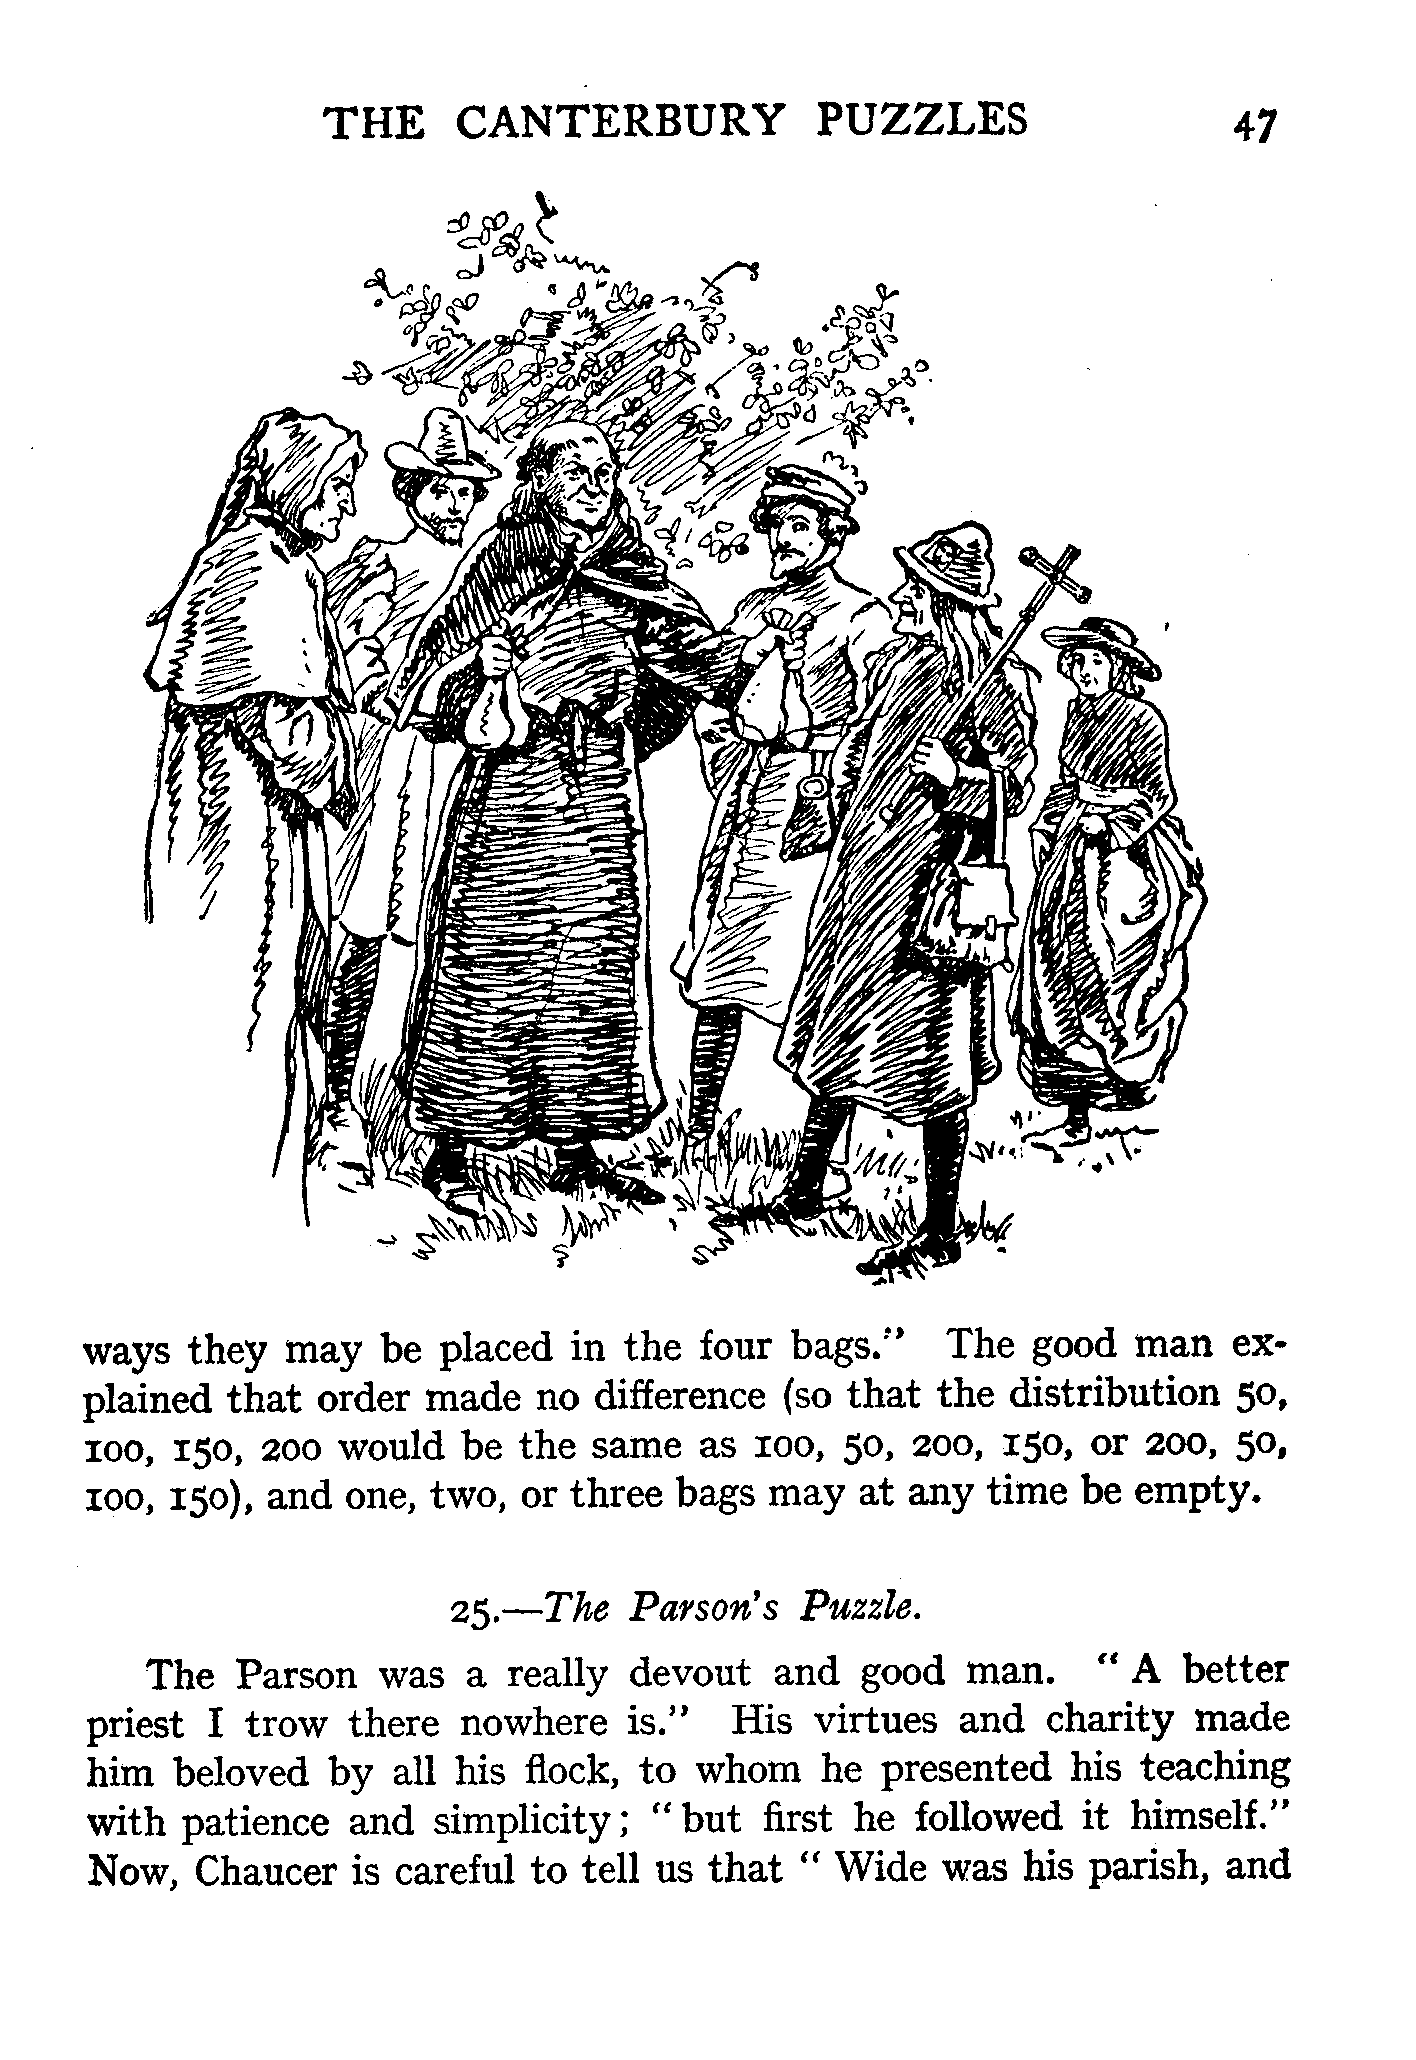 THE CANTERBURY PUZZLES 47
ways they may be placed in the four bags." The good man ex-
plained that order made no difference (so that the distribution 50,
100, 150, 200 would be the same as 100, 50, 200, 150, or 200, 50,
100, 150), and one, two, or three bags may at any time be empty.
25.—The Parson's Puzzle.
The Parson was a really devout and good man. "A better
priest I trow there nowhere is." His virtues and charity made
him beloved by all his flock, to whom he presented his teaching
with patience and simplicity; "but first he followed it himself."
Now, Chaucer is careful to tell us that "Wide was his parish, and